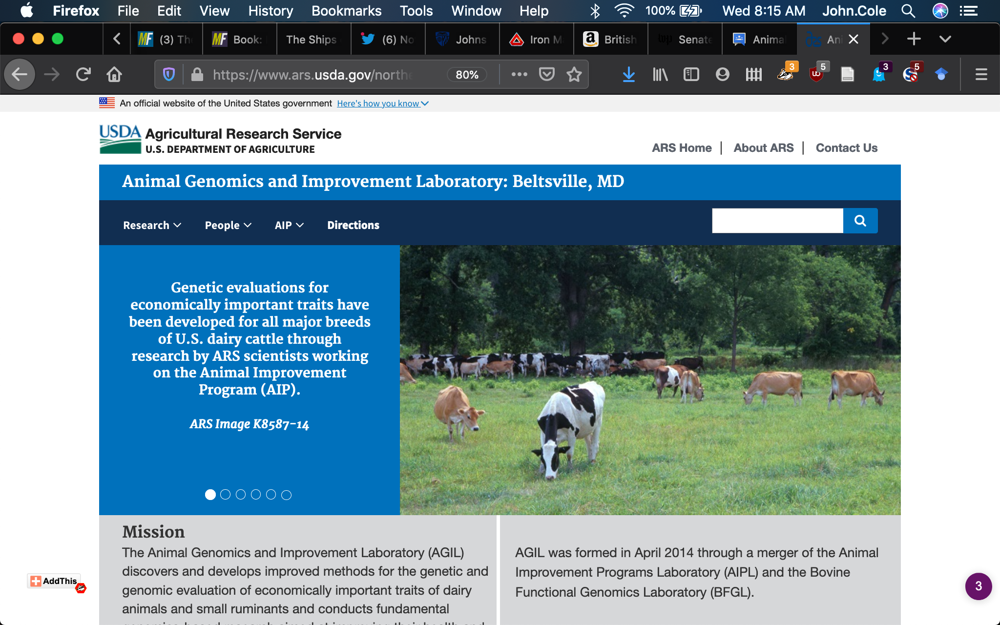 Firefox File Edit View History Bookmarks Tools Window Help 100% Wed 8:15 AM John.Cole
MF (3) Th MF Book: The Ships (6) No Johns Iron M a British wp Senate Animal Ani
https://www.ars.usda.gov/northe 80% 3 5 3 5
An official website of the United States government Here's how you know
USDA Agricultural Research Service
U.S. DEPARTMENT OF AGRICULTURE
ARS Home | About ARS | Contact Us
Animal Genomics and Improvement Laboratory: Beltsville, MD
Research People AIP Directions
Genetic evaluations for
economically important traits have
been developed for all major breeds
of U.S. dairy cattle through
research by ARS scientists working
on the Animal Improvement
Program (AIP).
ARS Image K8587-14
Mission
The Animal Genomics and Improvement Laboratory (AGIL)
discovers and develops improved methods for the genetic and
genomic evaluation of economically important traits of dairy
animals and small ruminants and conducts fundamental
AGIL was formed in April 2014 through a merger of the Animal
Improvement Programs Laboratory (AIPL) and the Bovine
Functional Genomics Laboratory (BFGL).
AddThis
3